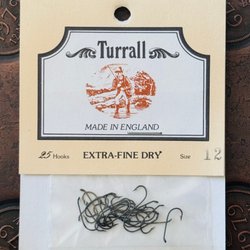 Turrall
MADE IN ENGLAND
25 Hooks EXTRA-FINE DRY Size 12